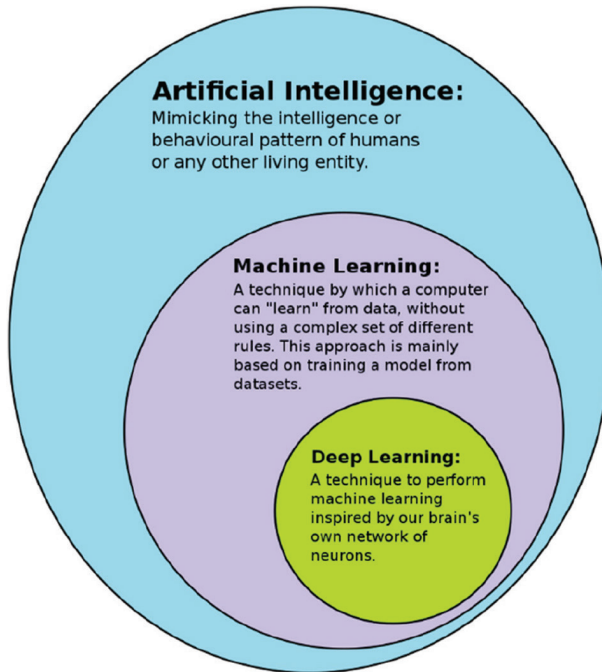 Artificial Intelligence:
Mimicking the intelligence or
behavioural pattern of humans
or any other living entity.
Machine Learning:
A technique by which a computer
can "learn" from data, without
using a complex set of different
rules. This approach is mainly
based on training a model from
datasets.
Deep Learning:
A technique to perform
machine learning
inspired by our brain's
own network of
neurons.